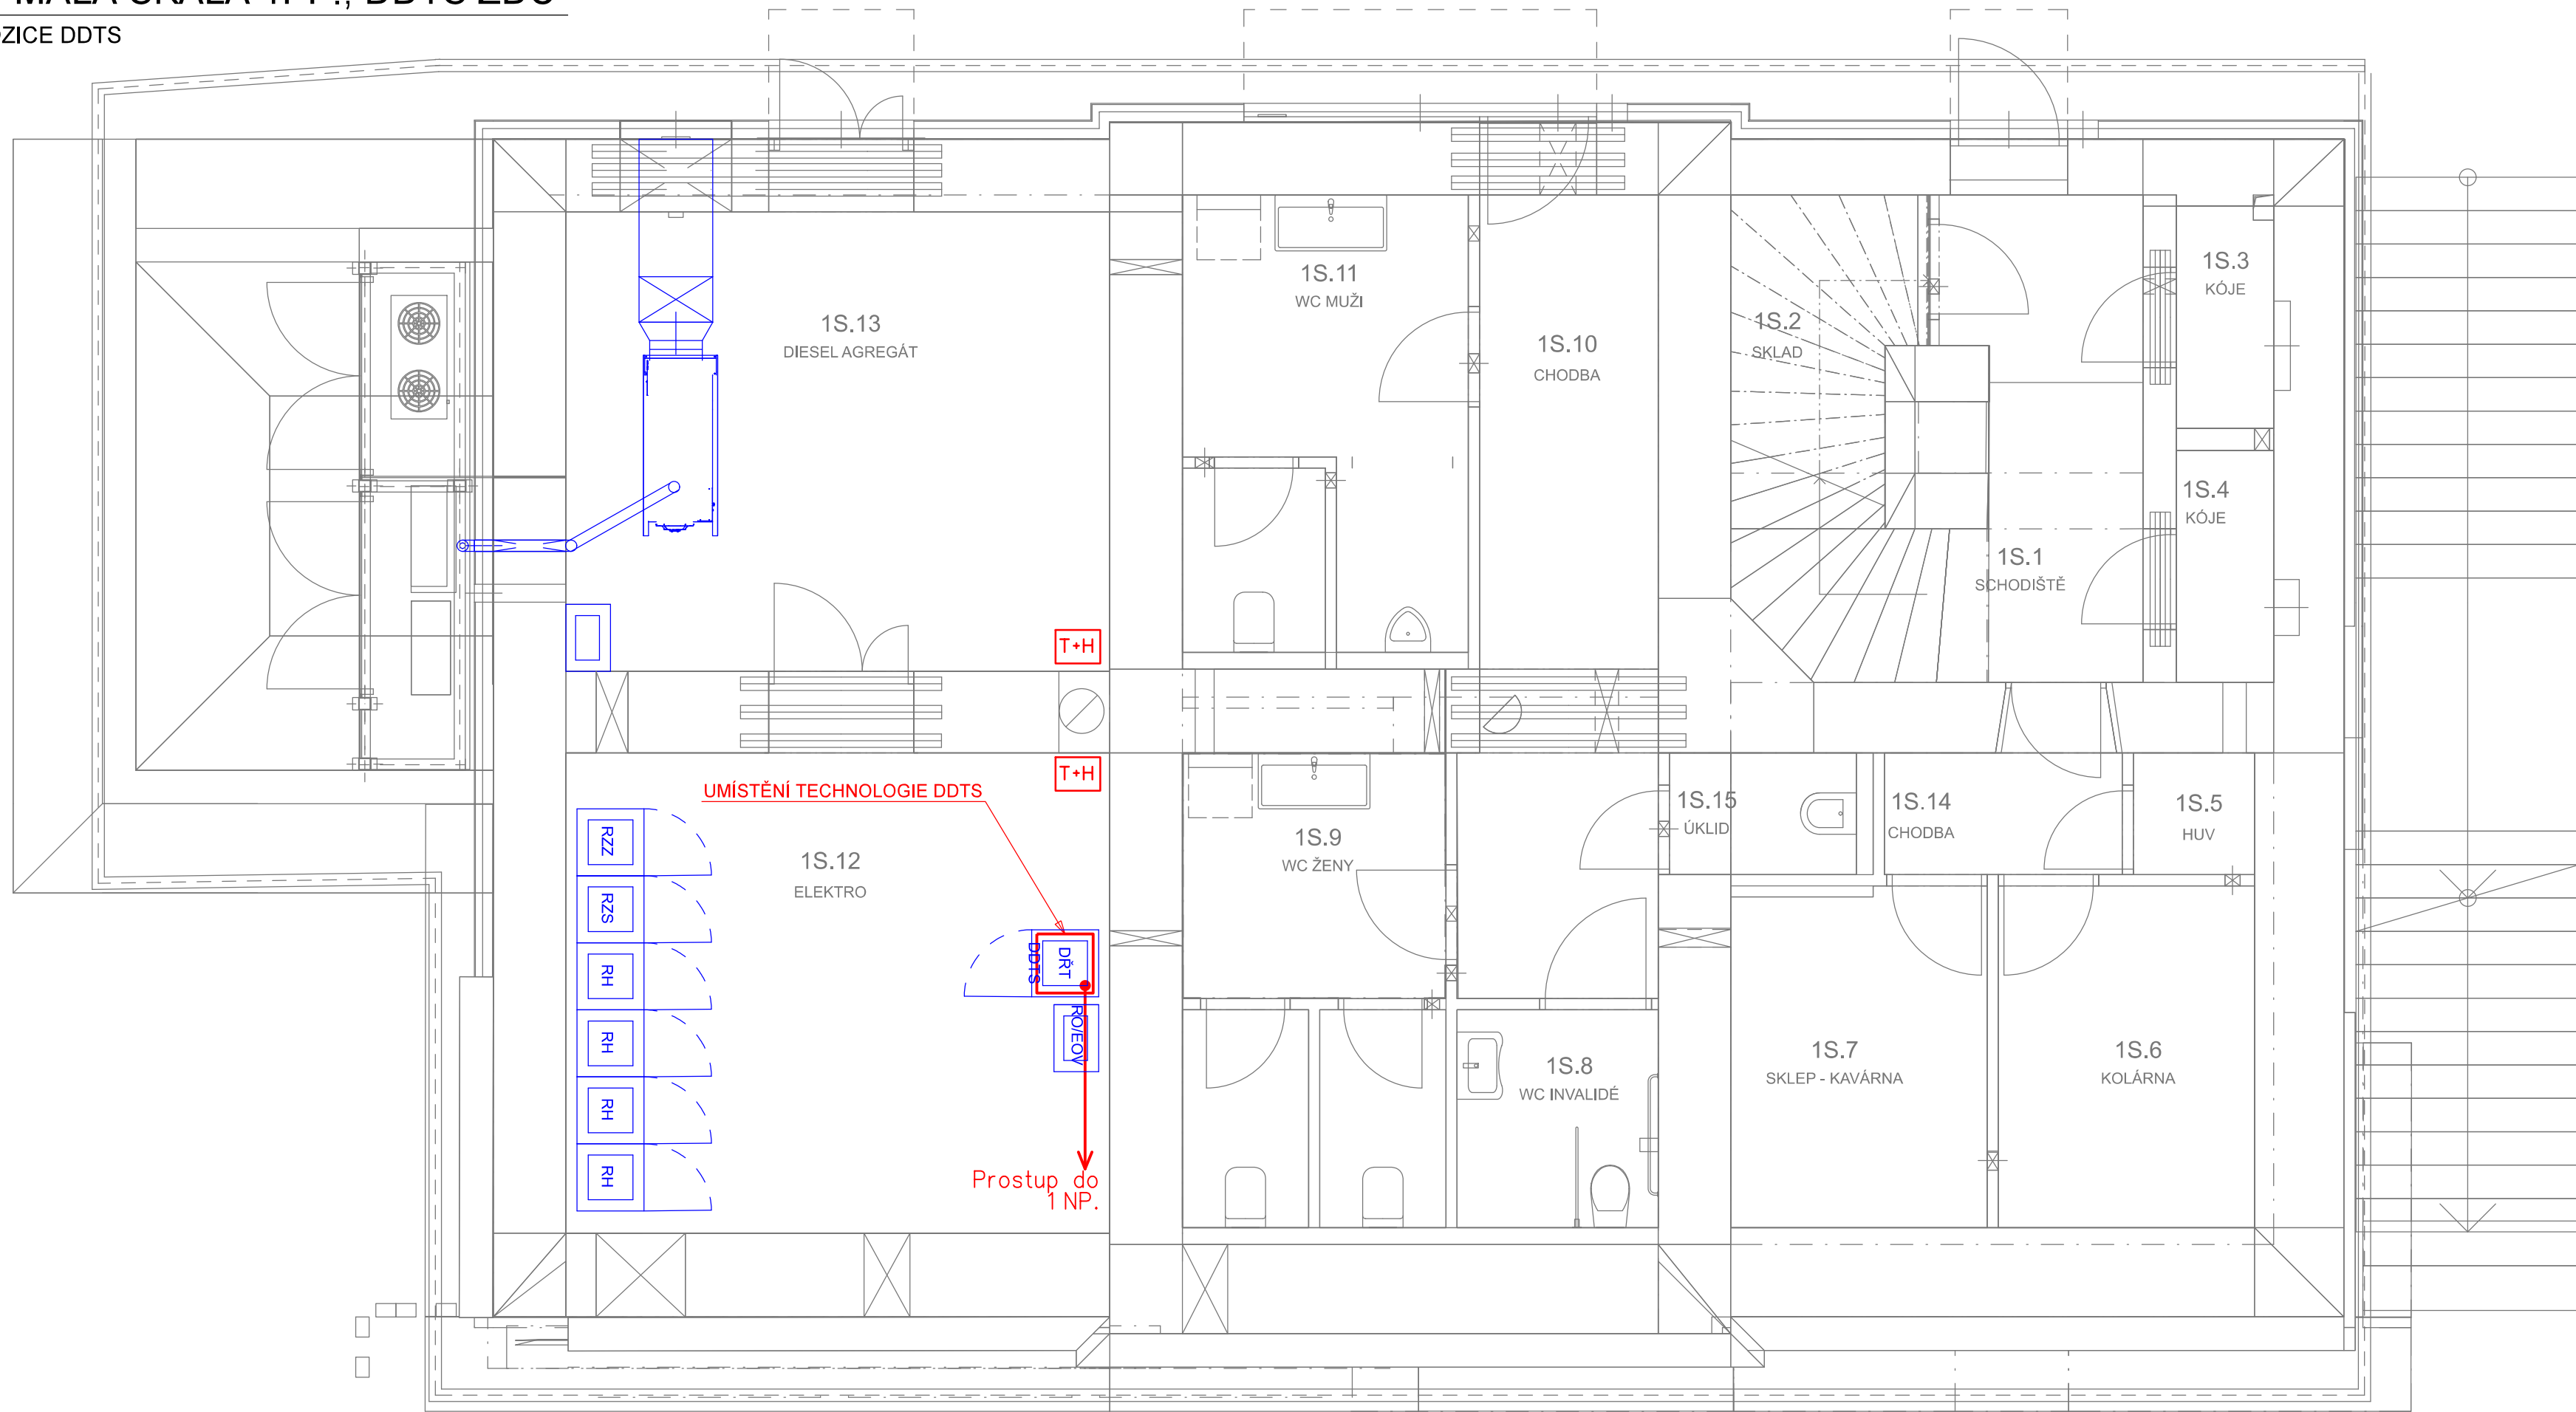 DDTS
1S.13
DIESEL AGREGÁT
1S.11
WC MUŽI
1S.10
CHODBA
1S.2
SKLAD
1S.3
KÓJE
1S.4
KÓJE
1S.1
SCHODIŠTĚ
T+H
T+H
UMÍSTĚNÍ TECHNOLOGIE DDTS
1S.12
ELEKTRO
RZZ
RZS
RH
RH
RH
RH
DDTS
DŘT
RO/EOV
Prostup do
1 NP.
1S.9
WC ŽENY
1S.15
ÚKLID
1S.14
CHODBA
1S.5
HUV
1S.8
WC INVALIDÉ
1S.7
SKLEP - KAVÁRNA
1S.6
KOLÁRNA